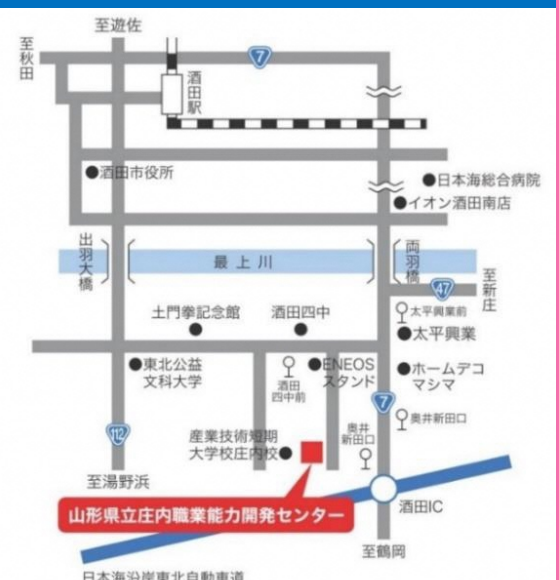 至遊佐
至秋田
7
酒田駅
酒田市役所
日本海総合病院
イオン酒田南店
出羽大橋
最上川
両羽橋
47
至新庄
土門拳記念館
酒田四中
太平興業前
太平興業
東北公益
文科大学
酒田
四中前
ENEOS
スタンド
ホームデコ
マシマ
7
112
産業技術短期
大学校庄内校
奥井
新田口
奥井新田口
至湯野浜
酒田IC
山形県立庄内職業能力開発センター
至鶴岡
日本海沿岸東北自動車道